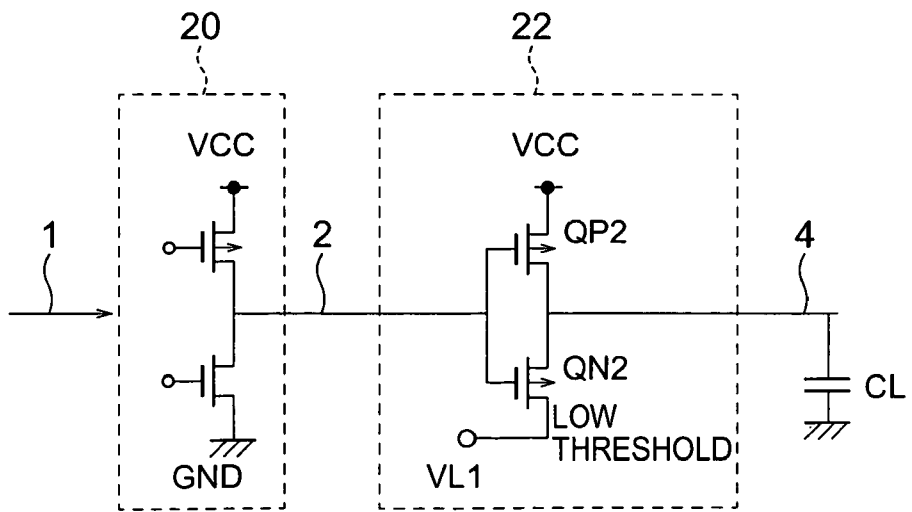 20
22
VCC
VCC
1
2
QP2
4
QN2
CL
LOW
THRESHOLD
GND
VL1